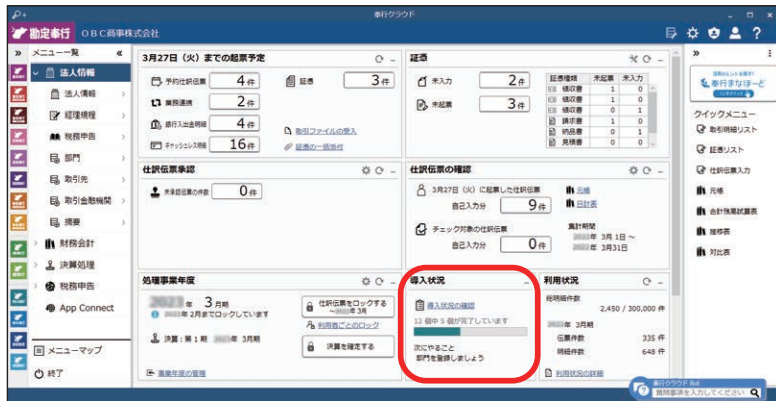 奉行クラウド
勘定奉行 OBC商事株式会社
メニュー一覧
法人情報
法人情報
経理規程
税務申告
部門
取引先
取引金融機関
摘要
財務会計
決算処理
税務申告
App Connect
メニューマップ
終了
3月27日（火）までの起票予定
予約仕訳伝票 4件
業務連携 2件
銀行入出金明細 4件
キャッシュレス明細 16件
証憑 3件
取引ファイルの受入
証憑の一括添付
証憑
未入力 2件
未起票 3件
証憑種類 未起票 未入力
領収書 1 0
領収書 0 1
領収書 0 1
請求書 1 0
納品書 0 1
見積書 0 0
仕訳伝票承認
未承認伝票の件数 0件
仕訳伝票の確認
3月27日（火）に起票した仕訳伝票
自己入力分 9件
チェック対象の仕訳伝票
自己入力分 0件
元帳
日計表
集計期間
年 3月 1日～
年 3月31日
処理事業年度
2023年 3月期
年 2月までロックしています
決算：第 1 期 年 3月期
仕訳伝票をロックする
～ 年 3月
利用者ごとのロック
決算を確定する
事業年度の管理
導入状況
導入状況の確認
12 個中 5 個が完了しています
次にやること
部門を登録しましょう
利用状況
総明細件数
2,450 / 300,000 件
年 3月期
伝票件数 335 件
明細件数 648 件
利用状況の詳細
奉行まなぼーど
クイックメニュー
取引明細リスト
証憑リスト
仕訳伝票入力
元帳
合計残高試算表
推移表
対比表
奉行クラウド Bot
質問事項を入力してください